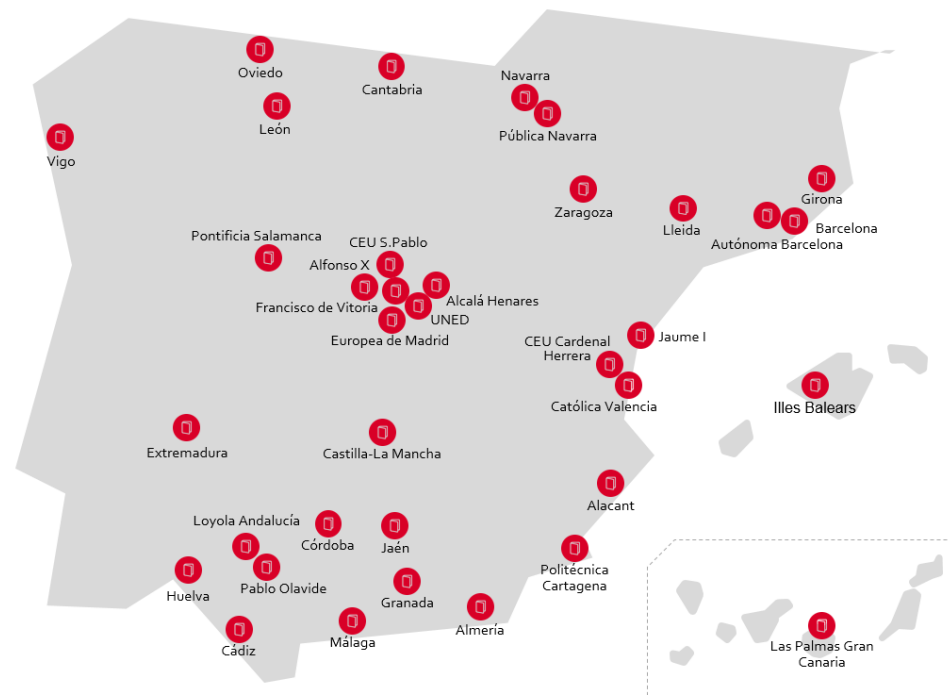 Oviedo
Cantabria
Navarra
León
Pública Navarra
Vigo
Girona
Zaragoza
Lleida
Barcelona
Autónoma Barcelona
Pontificia Salamanca
CEU S.Pablo
Alfonso X
Alcalá Henares
Francisco de Vitoria
UNED
Europea de Madrid
Jaume I
CEU Cardenal
Herrera
Católica Valencia
Illes Balears
Extremadura
Castilla-La Mancha
Alacant
Loyola Andalucía
Córdoba
Jaén
Politécnica
Cartagena
Pablo Olavide
Huelva
Granada
Almería
Málaga
Cádiz
Las Palmas Gran
Canaria